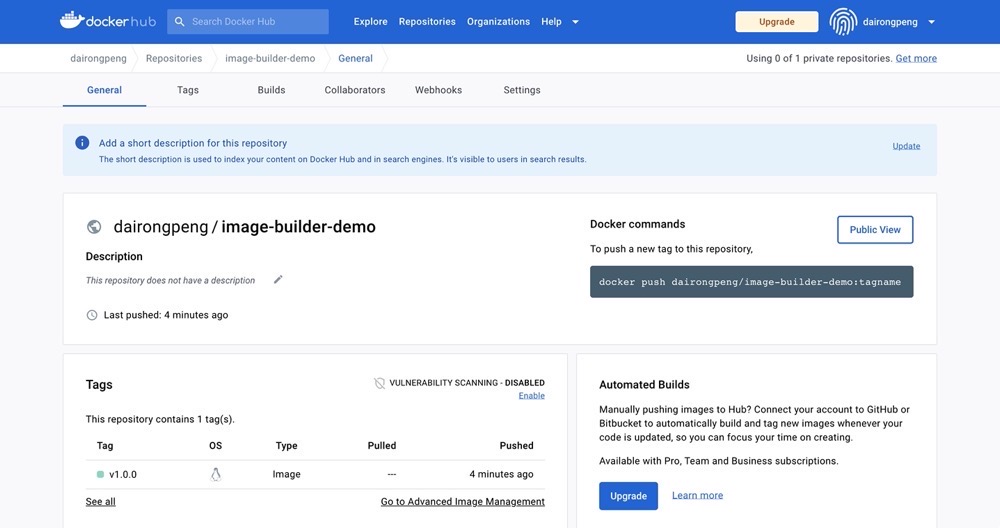 dockerhub
Search Docker Hub
Explore Repositories Organizations Help
Upgrade
dairongpeng
dairongpeng Repositories image-builder-demo General
Using 0 of 1 private repositories. Get more
General Tags Builds Collaborators Webhooks Settings
Add a short description for this repository
The short description is used to index your content on Docker Hub and in search engines. It's visible to users in search results.
Update
dairongpeng / image-builder-demo
Description
This repository does not have a description
Last pushed: 4 minutes ago
Docker commands
Public View
To push a new tag to this repository,
docker push dairongpeng/image-builder-demo:tagname
Tags
VULNERABILITY SCANNING - DISABLED
Enable
This repository contains 1 tag(s).
Tag OS Type Pulled Pushed
v1.0.0 Image --- 4 minutes ago
See all
Go to Advanced Image Management
Automated Builds
Manually pushing images to Hub? Connect your account to GitHub or
Bitbucket to automatically build and tag new images whenever your
code is updated, so you can focus your time on creating.
Available with Pro, Team and Business subscriptions.
Upgrade
Learn more